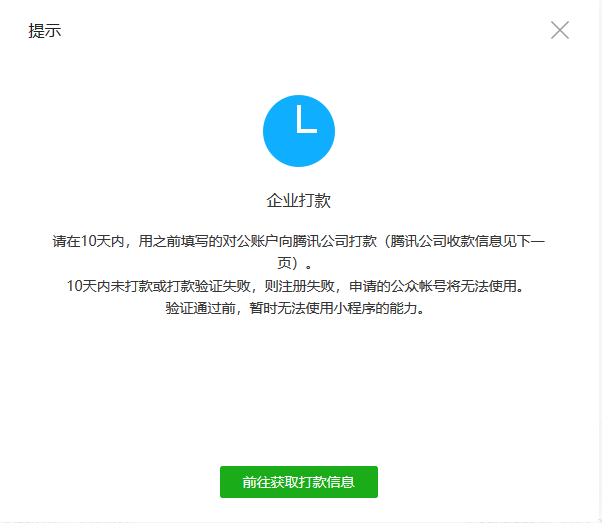 提示
企业打款
请在10天内，用之前填写的对公账户向腾讯公司打款（腾讯公司收款信息见下一
页）。
10天内未打款或打款验证失败，则注册失败，申请的公众帐号将无法使用。
验证通过前，暂时无法使用小程序的能力。
前往获取打款信息